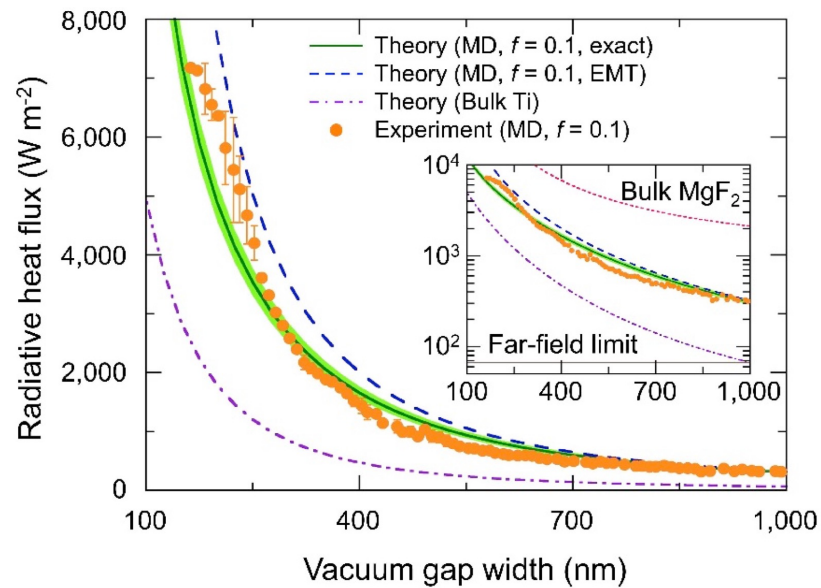 8,000
6,000
4,000
2,000
0
Radiative heat flux (W m⁻²)
Theory (MD, f = 0.1, exact)
Theory (MD, f = 0.1, EMT)
Theory (Bulk Ti)
Experiment (MD, f = 0.1)
10⁴
10³
10²
Bulk MgF₂
Far-field limit
100 400 700 1,000
100 400 700 1,000
Vacuum gap width (nm)